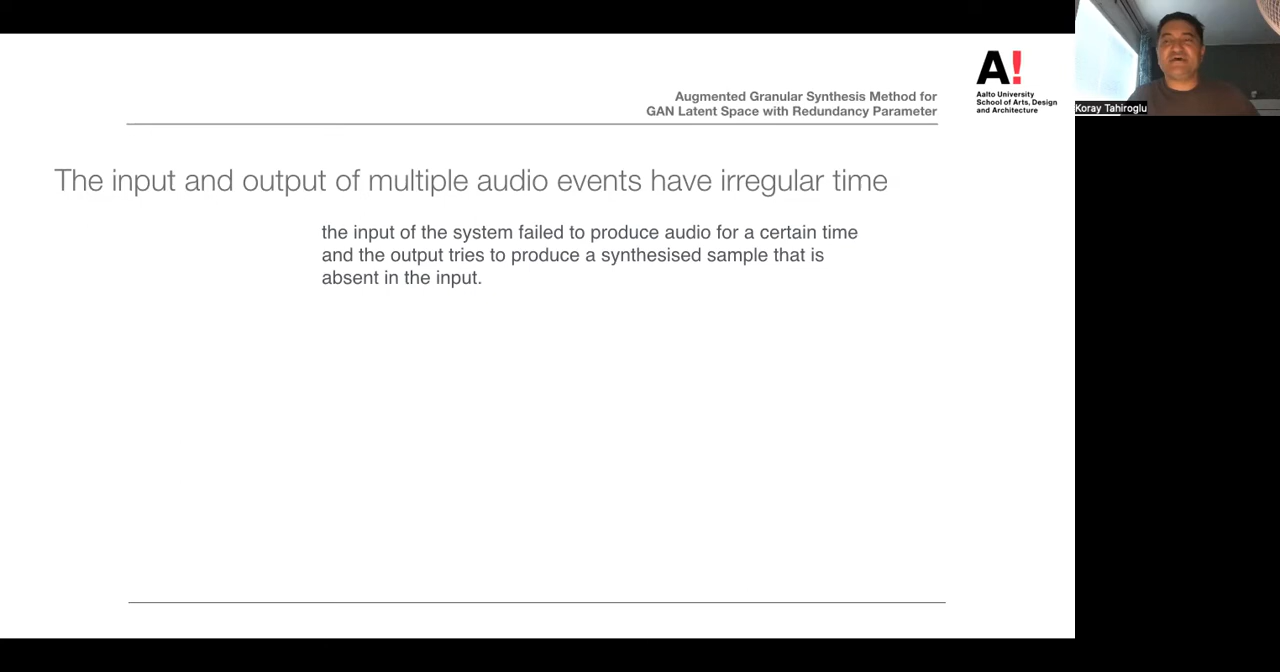 Augmented Granular Synthesis Method for
GAN Latent Space with Redundancy Parameter
A!
Aalto University
School of Arts, Design
and Architecture
Koray Tahiroglu
The input and output of multiple audio events have irregular time
the input of the system failed to produce audio for a certain time
and the output tries to produce a synthesised sample that is
absent in the input.